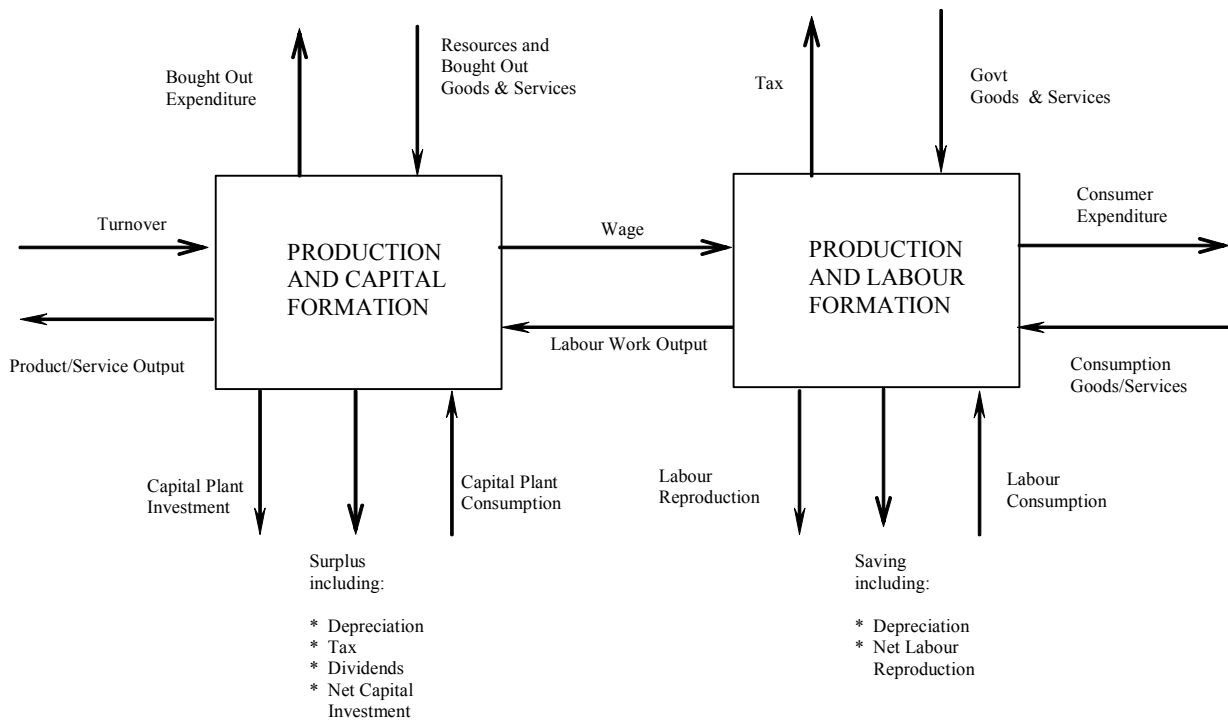 Bought Out
Expenditure
Resources and
Bought Out
Goods & Services
Tax
Govt
Goods & Services
Turnover
PRODUCTION
AND CAPITAL
FORMATION
Wage
PRODUCTION
AND LABOUR
FORMATION
Consumer
Expenditure
Product/Service Output
Labour Work Output
Consumption
Goods/Services
Capital Plant
Investment
Capital Plant
Consumption
Labour
Reproduction
Labour
Consumption
Surplus
including:
* Depreciation
* Tax
* Dividends
* Net Capital
Investment
Saving
including:
* Depreciation
* Net Labour
Reproduction